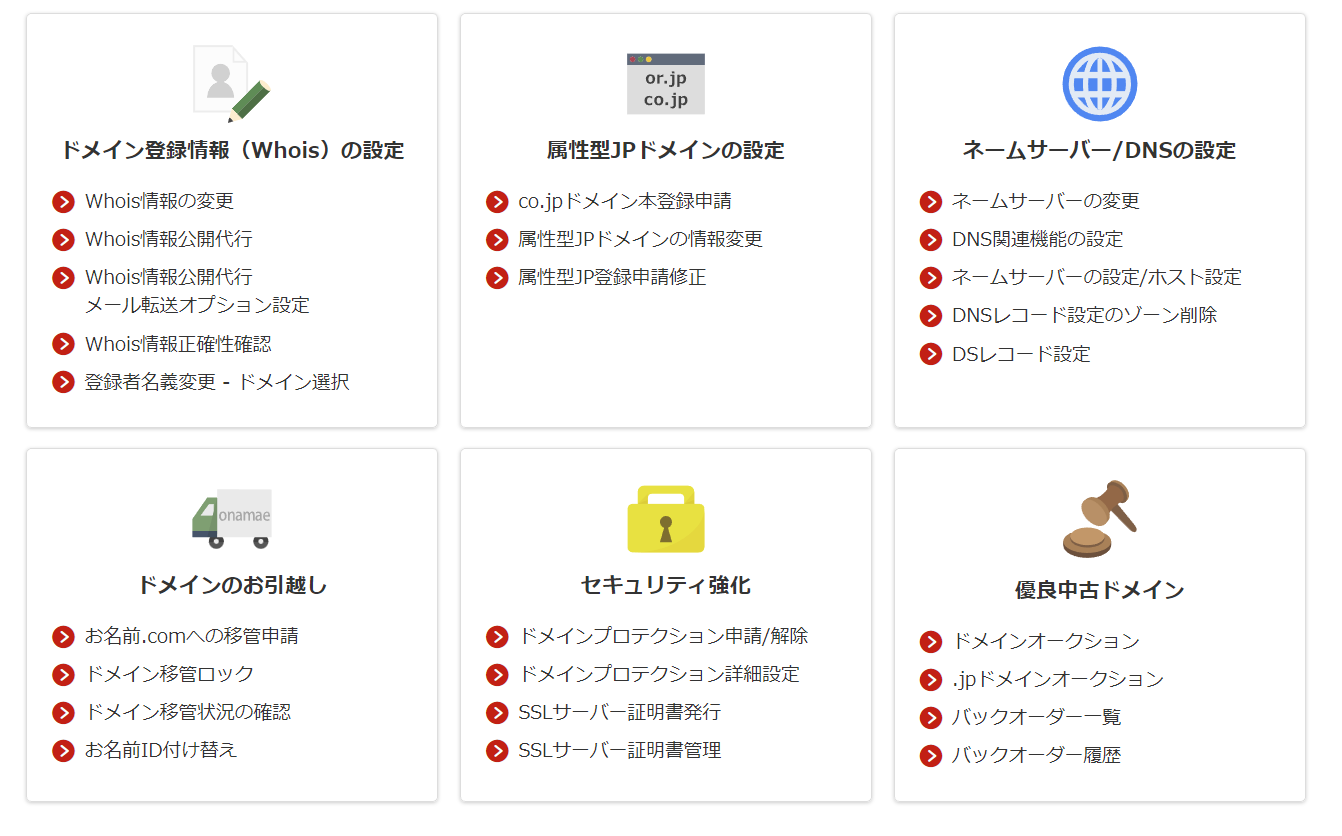 or.jp
co.jp
ドメイン登録情報（Whois）の設定
Whois情報の変更
Whois情報公開代行
Whois情報公開代行
メール転送オプション設定
Whois情報正確性確認
登録者名義変更 - ドメイン選択
属性型JPドメインの設定
co.jpドメイン本登録申請
属性型JPドメインの情報変更
属性型JP登録申請修正
ネームサーバー/DNSの設定
ネームサーバーの変更
DNS関連機能の設定
ネームサーバーの設定/ホスト設定
DNSレコード設定のゾーン削除
DSレコード設定
onamae
ドメインのお引越し
お名前.comへの移管申請
ドメイン移管ロック
ドメイン移管状況の確認
お名前ID付け替え
セキュリティ強化
ドメインプロテクション申請/解除
ドメインプロテクション詳細設定
SSLサーバー証明書発行
SSLサーバー証明書管理
優良中古ドメイン
ドメインオークション
.jpドメインオークション
バックオーダー一覧
バックオーダー履歴